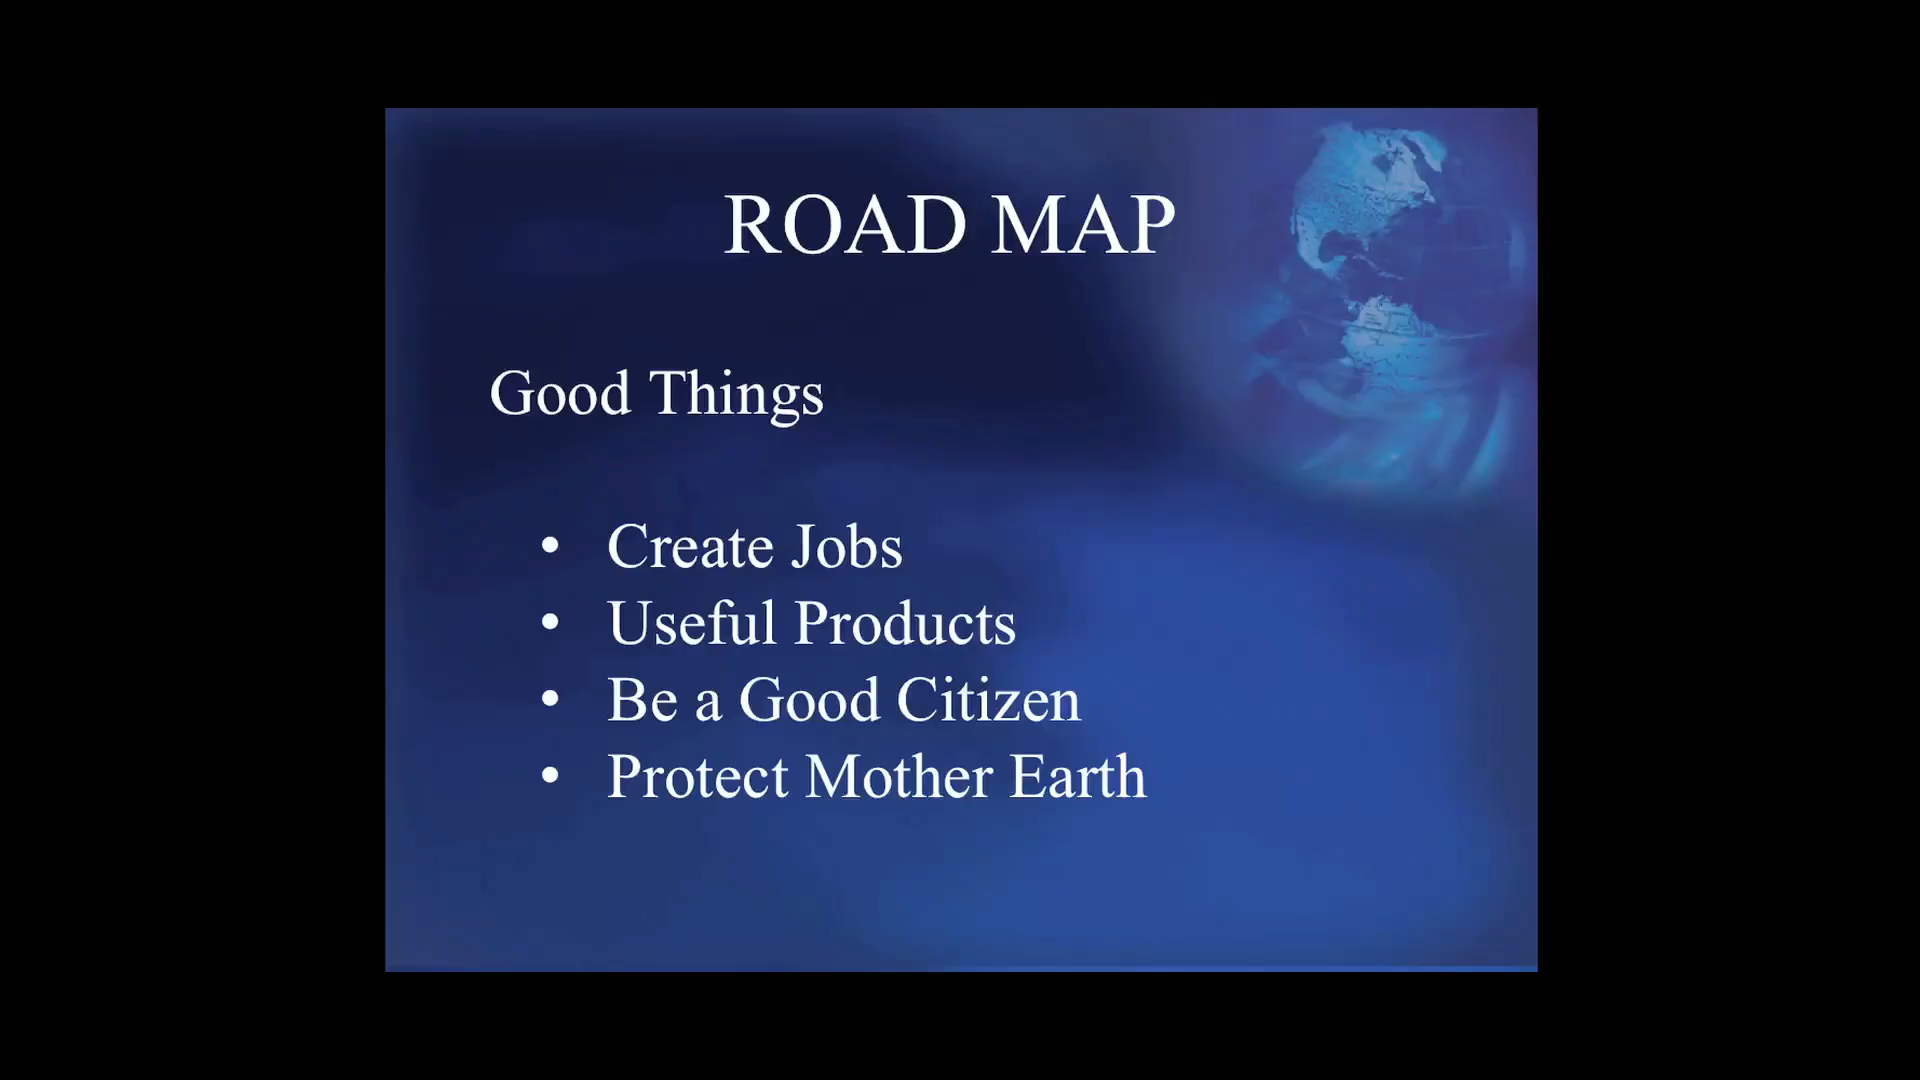 ROAD MAP
Good Things
• Create Jobs
• Useful Products
• Be a Good Citizen
• Protect Mother Earth